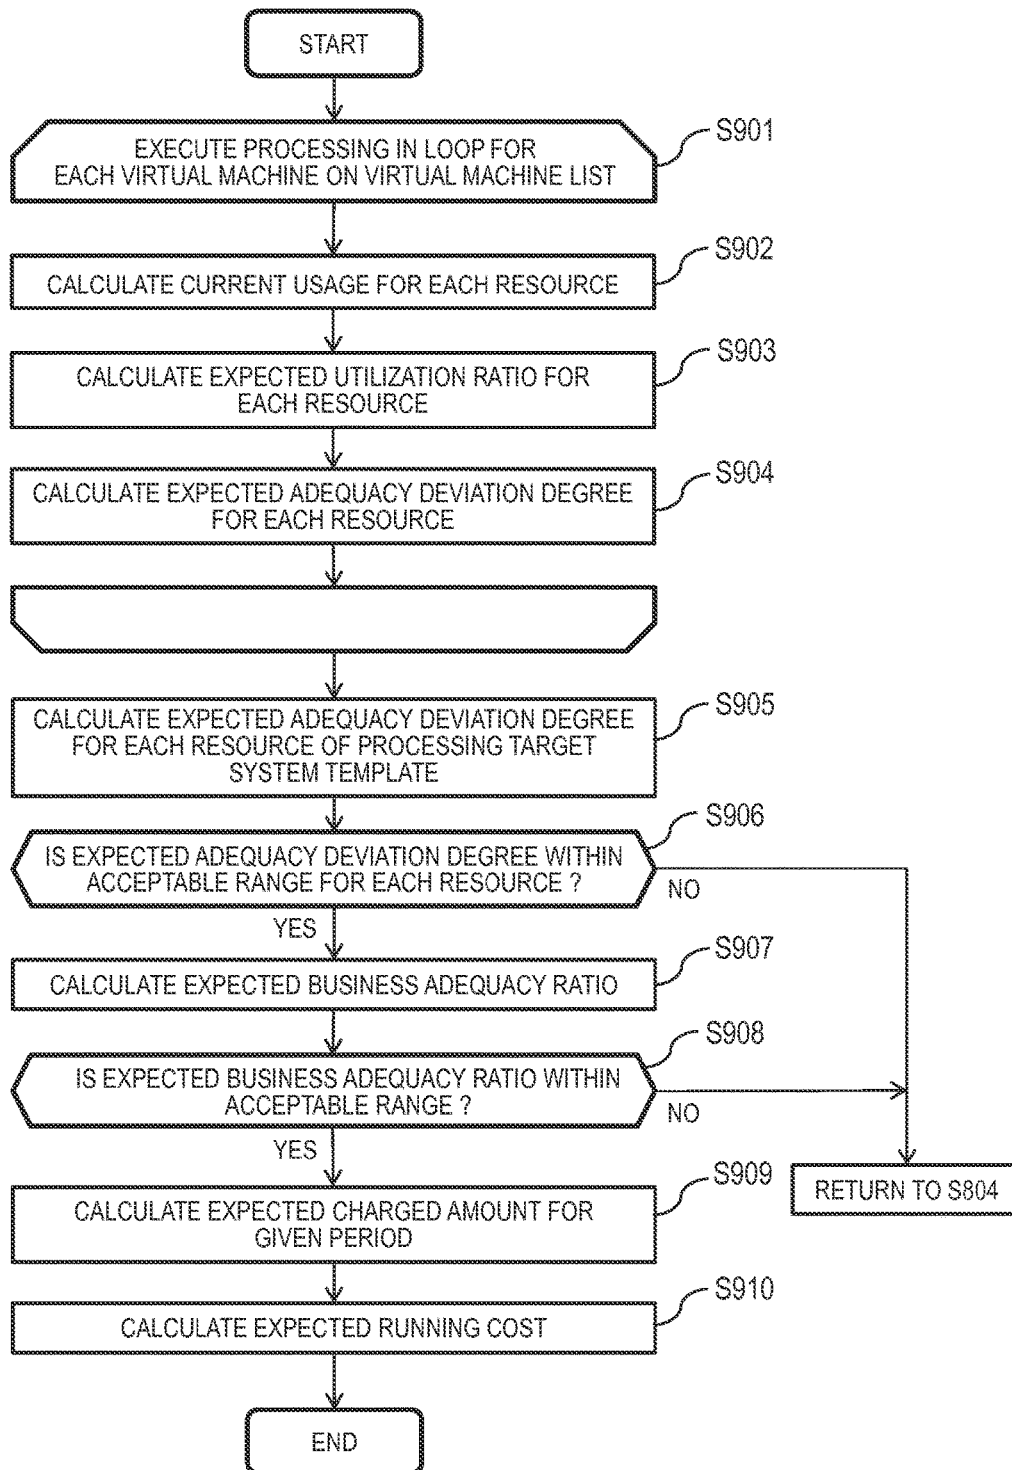 START
S901
EXECUTE PROCESSING IN LOOP FOR
EACH VIRTUAL MACHINE ON VIRTUAL MACHINE LIST
S902
CALCULATE CURRENT USAGE FOR EACH RESOURCE
S903
CALCULATE EXPECTED UTILIZATION RATIO FOR
EACH RESOURCE
S904
CALCULATE EXPECTED ADEQUACY DEVIATION DEGREE
FOR EACH RESOURCE
S905
CALCULATE EXPECTED ADEQUACY DEVIATION DEGREE
FOR EACH RESOURCE OF PROCESSING TARGET
SYSTEM TEMPLATE
S906
IS EXPECTED ADEQUACY DEVIATION DEGREE WITHIN
ACCEPTABLE RANGE FOR EACH RESOURCE ?
NO
YES
S907
CALCULATE EXPECTED BUSINESS ADEQUACY RATIO
S908
IS EXPECTED BUSINESS ADEQUACY RATIO WITHIN
ACCEPTABLE RANGE ?
NO
YES
S909
RETURN TO S804
CALCULATE EXPECTED CHARGED AMOUNT FOR
GIVEN PERIOD
S910
CALCULATE EXPECTED RUNNING COST
END